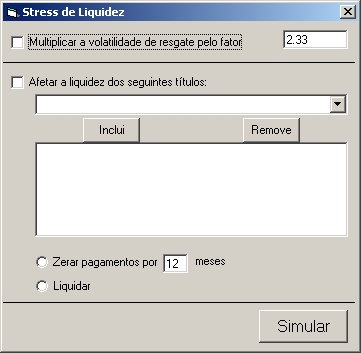 Stress de Liquidez
Multiplicar a volatilidade de resgate pelo fator 2.33
Afetar a liquidez dos seguintes títulos:
Inclui Remove
Zerar pagamentos por 12 meses
Liquidar
Simular